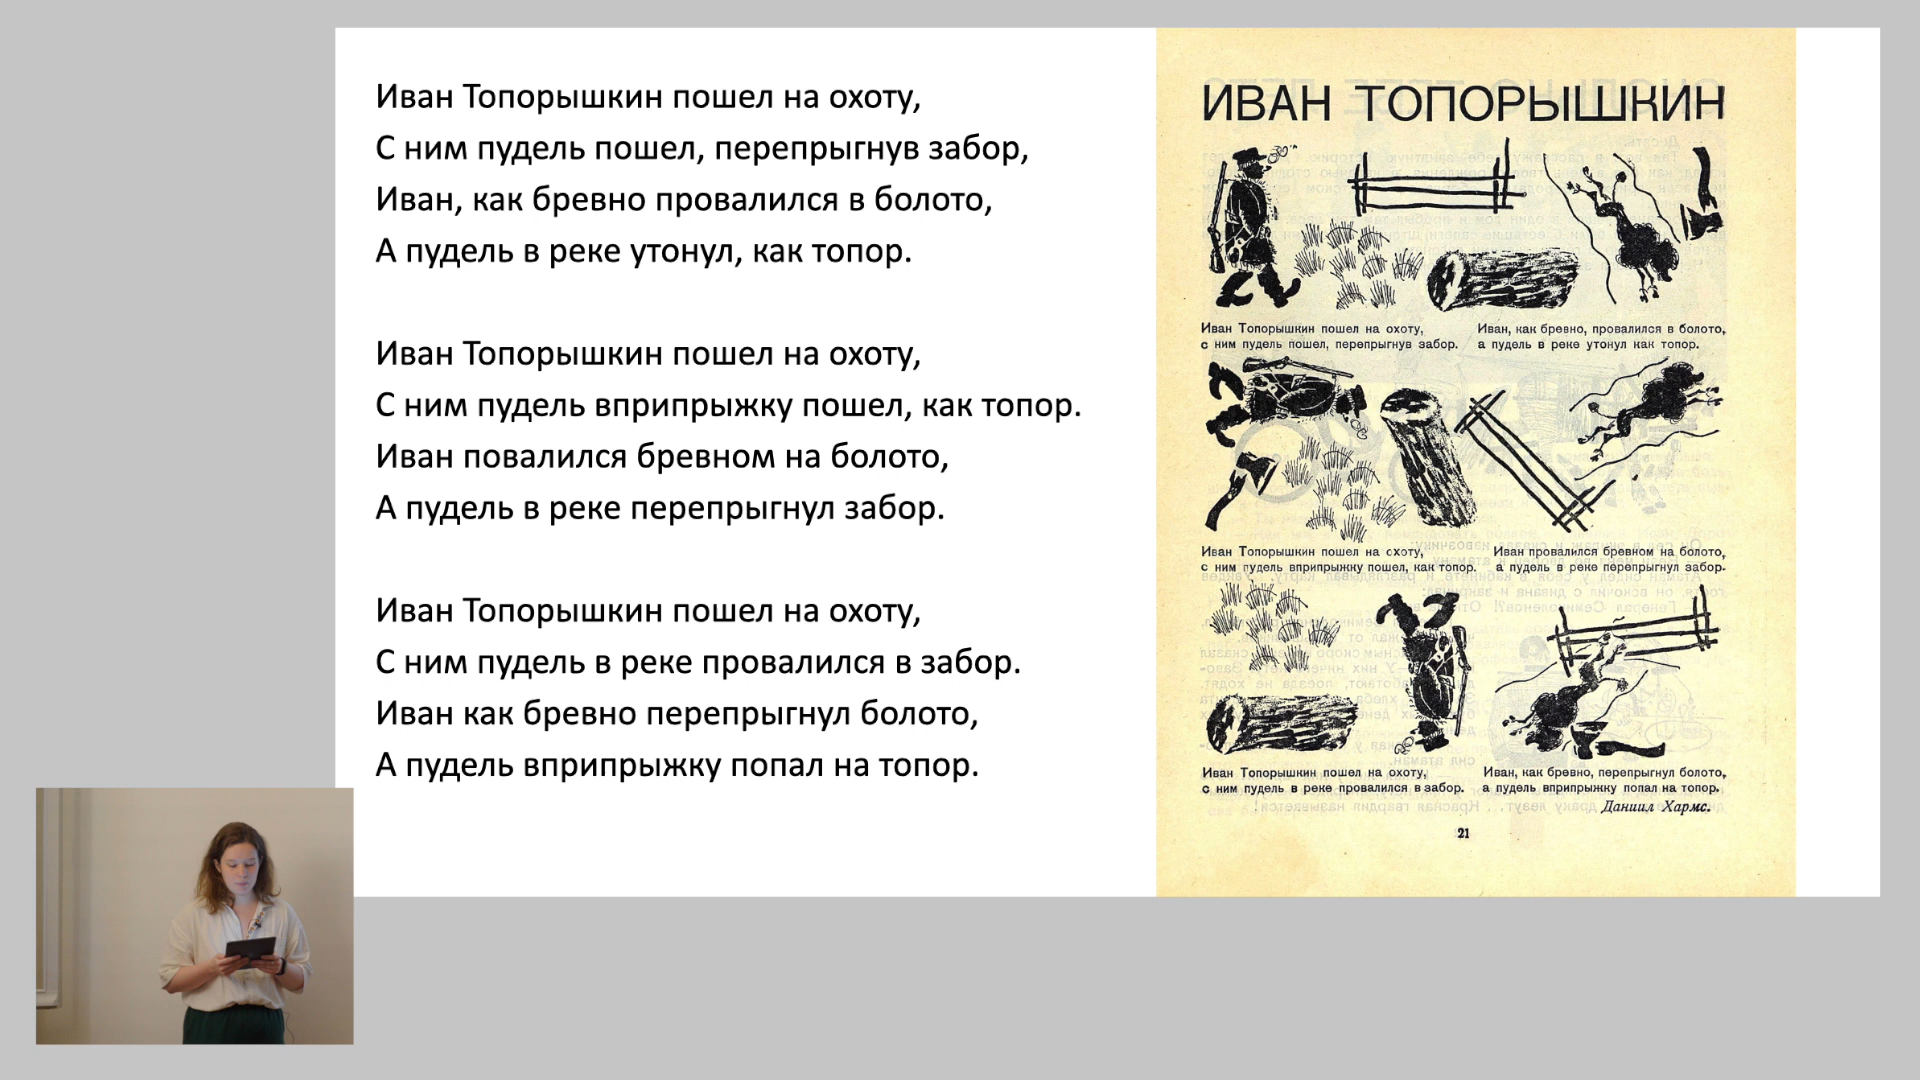 Иван Топорышкин пошел на охоту,
С ним пудель пошел, перепрыгнув забор,
Иван, как бревно провалился в болото,
А пудель в реке утонул, как топор.
Иван Топорышкин пошел на охоту,
С ним пудель вприпрыжку пошел, как топор.
Иван повалился бревном на болото,
А пудель в реке перепрыгнул забор.
Иван Топорышкин пошел на охоту,
С ним пудель в реке провалился в забор.
Иван как бревно перепрыгнул болото,
А пудель вприпрыжку попал на топор.
ИВАН ТОПОРЫШКИН
Иван Топорышкин пошел на охоту,
с ним пудель пошел, перепрыгнув забор.
Иван, как бревно, провалился в болото,
а пудель в реке утонул как топор.
Иван Топорышкин пошел на охоту,
с ним пудель вприпрыжку пошел, как топор.
Иван провалился бревном на болото,
а пудель в реке перепрыгнул забор.
Иван Топорышкин пошел на охоту,
с ним пудель в реке провалился в забор.
Иван, как бревно, перепрыгнул болото,
а пудель вприпрыжку попал на топор.
Даниил Хармс.
21